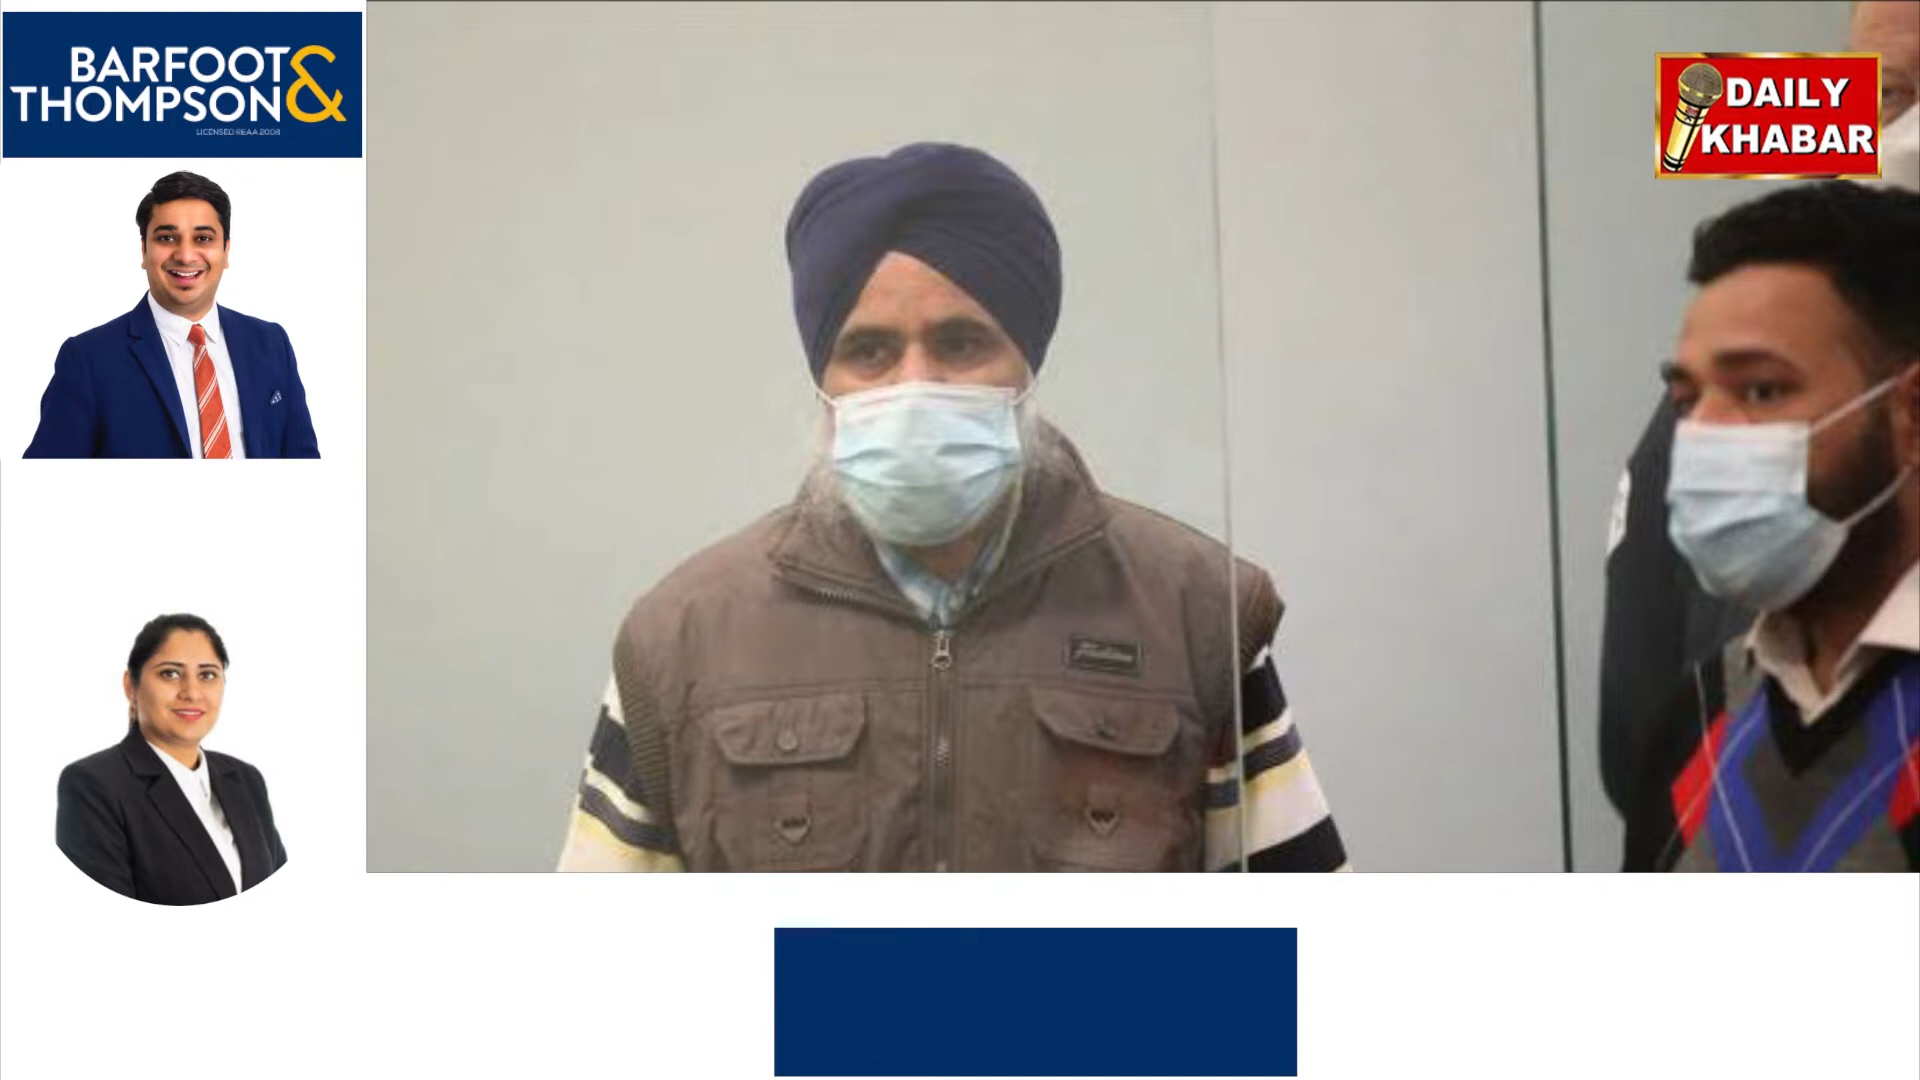 BARFOOT &
THOMPSON
LICENSED REAA 2008
DAILY
KHABAR